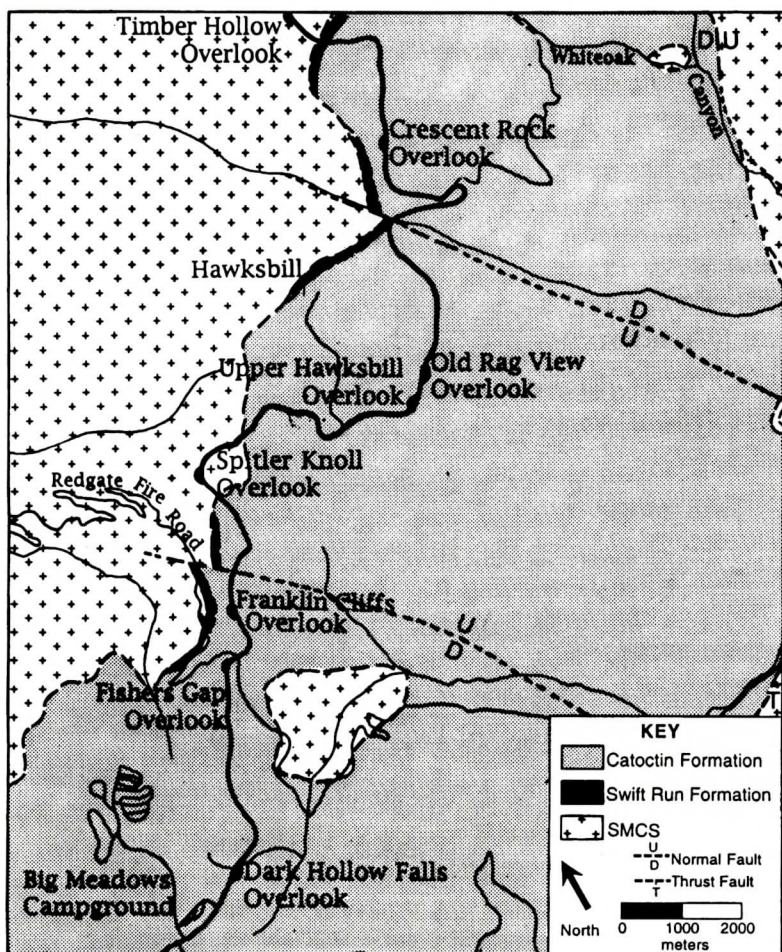 Timber Hollow
Overlook
Whiteoak
Canyon
D U
Crescent Rock
Overlook
Hawksbill
D
U
Upper Hawksbill
Overlook
Old Rag View
Overlook
Spitler Knoll
Overlook
Redgate Fire Road
Franklin Cliffs
Overlook
U
D
Fishers Gap
Overlook
T
Big Meadows
Campground
Dark Hollow Falls
Overlook
KEY
Catoctin Formation
Swift Run Formation
SMCS
U
D
Normal Fault
T
Thrust Fault
North
0 1000 2000
meters